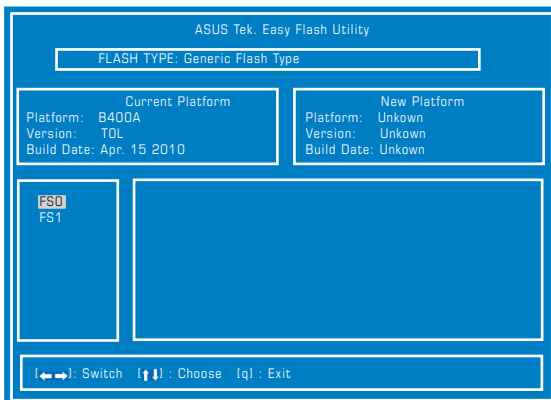 ASUS Tek. Easy Flash Utility
FLASH TYPE: Generic Flash Type
Current Platform
Platform: B400A
Version: TOL
Build Date: Apr. 15 2010
New Platform
Platform: Unkown
Version: Unkown
Build Date: Unkown
FS0
FS1
[←→]: Switch [↑↓] : Choose [q] : Exit